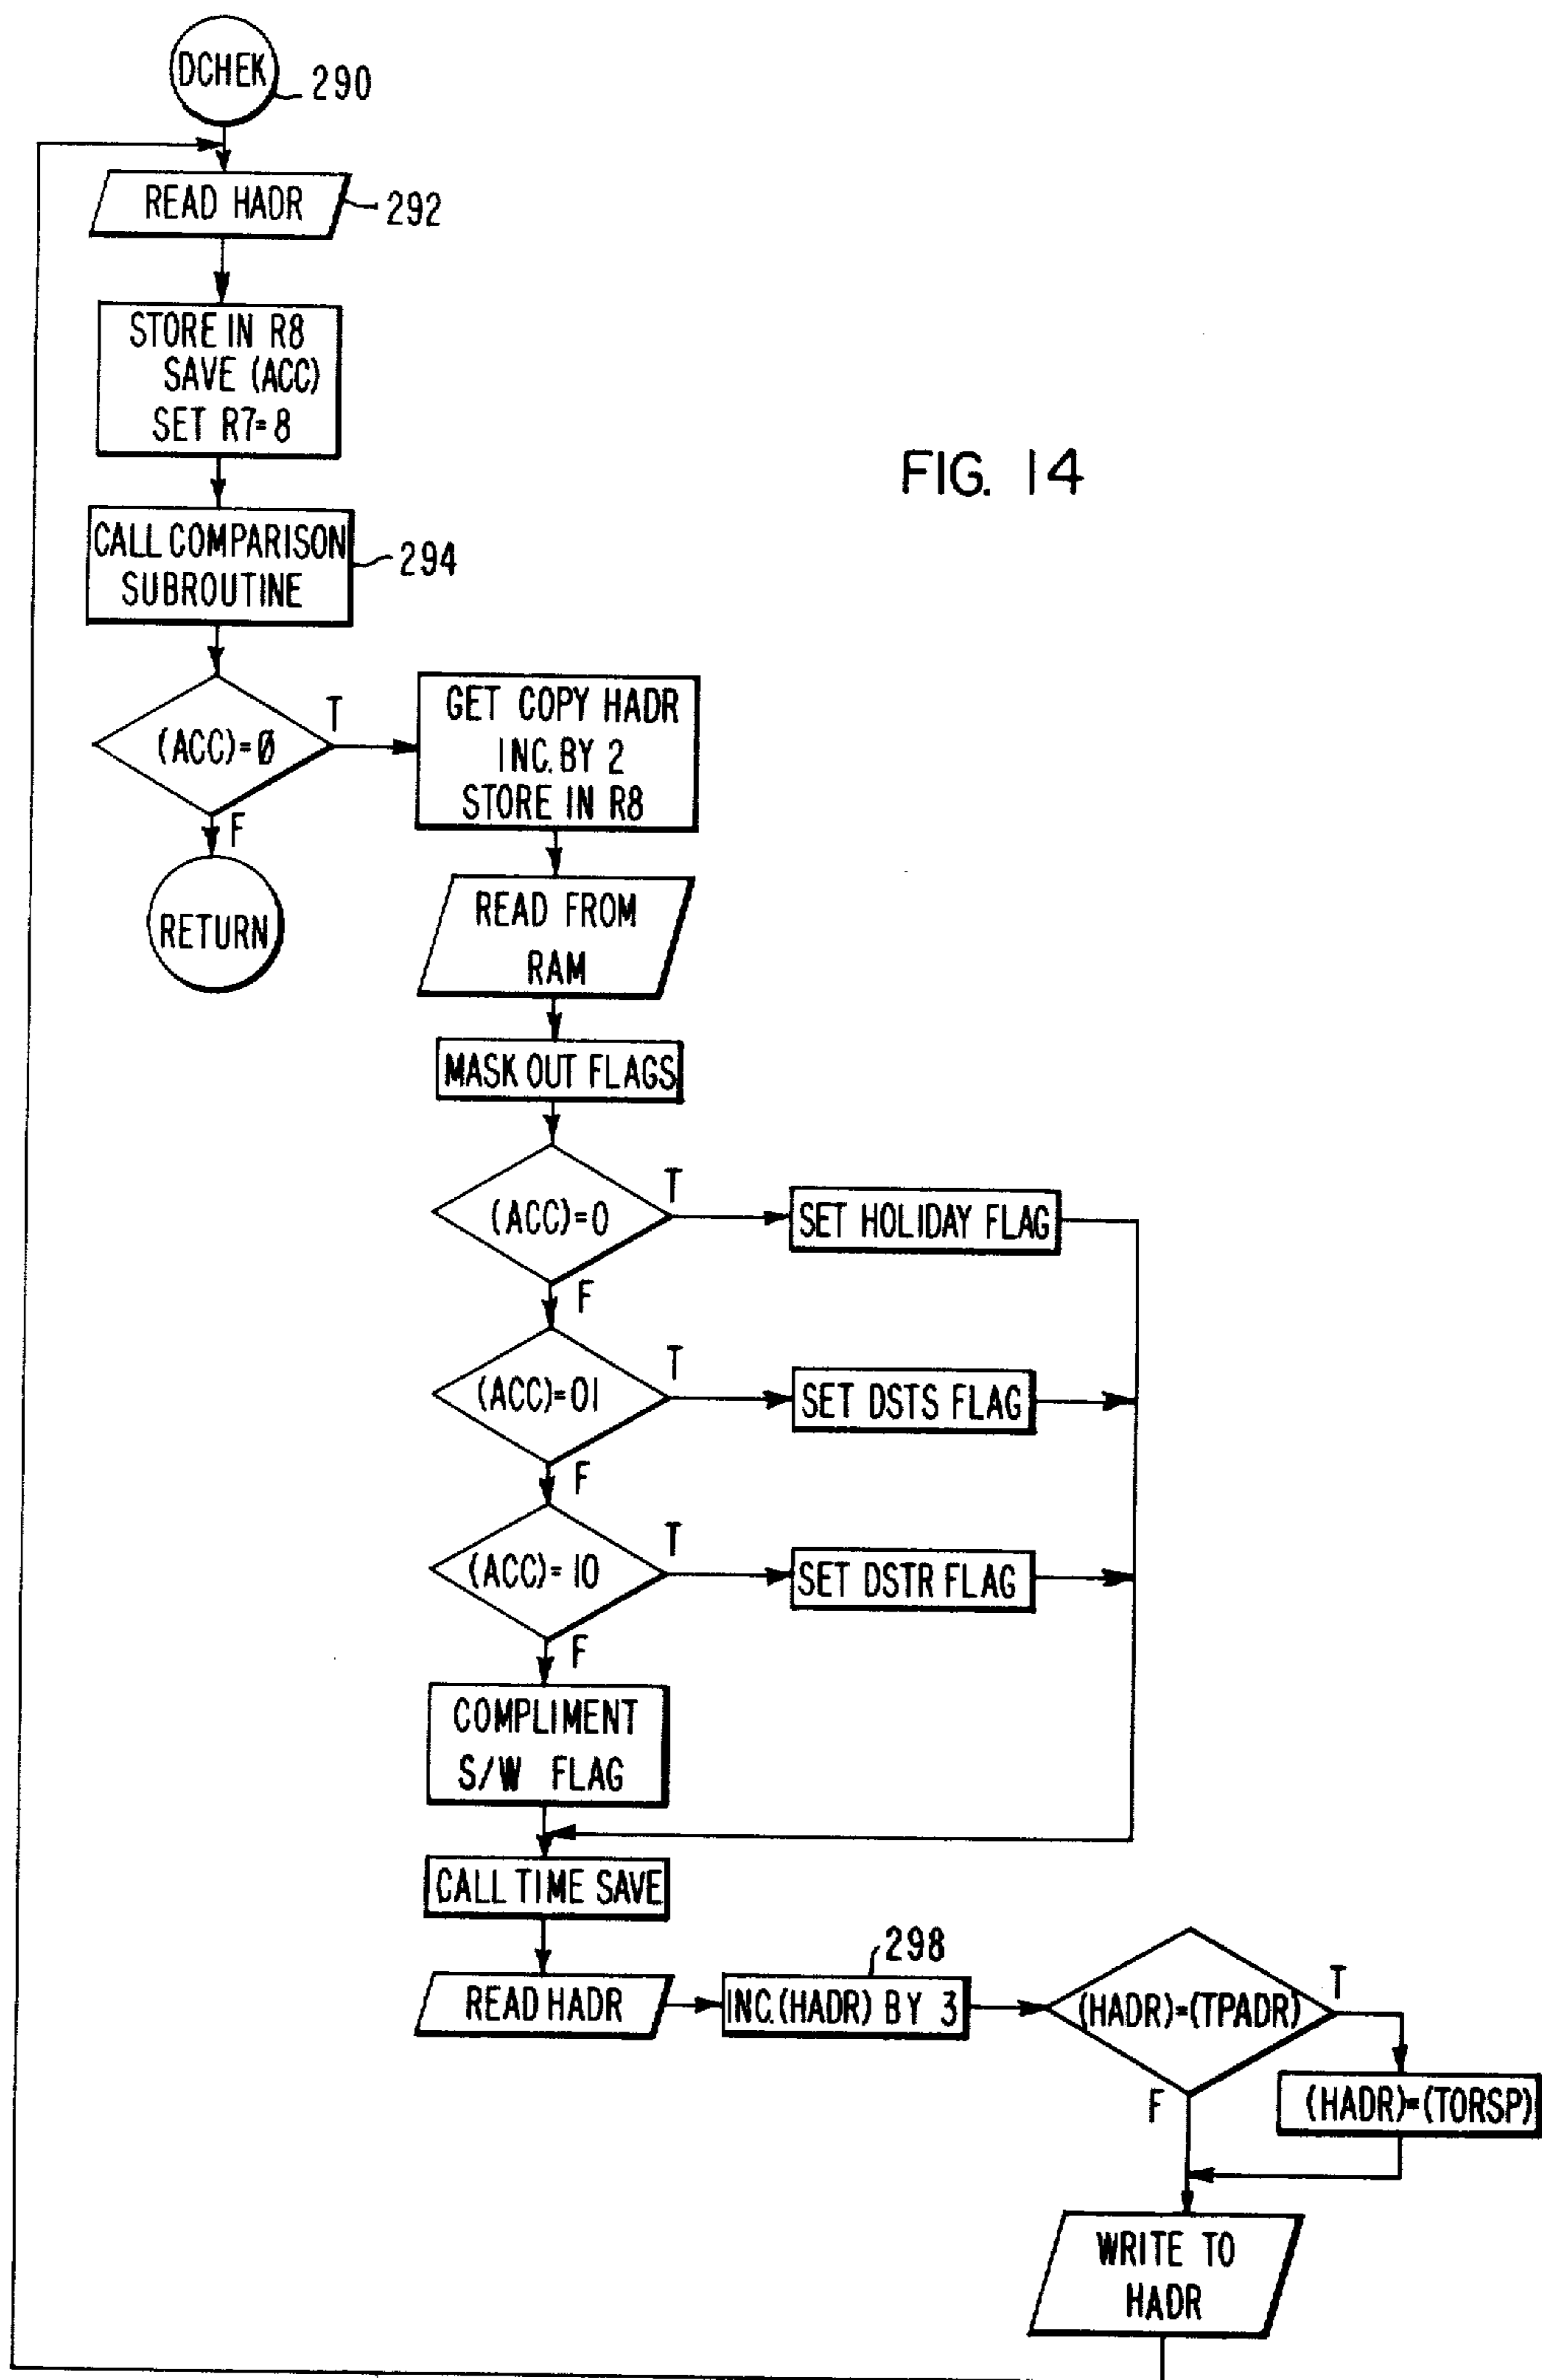 DCHEK
290
READ HADR
292
STORE IN R8
SAVE (ACC)
SET R7=8
FIG. 14
CALL COMPARISON
SUBROUTINE
294
(ACC)=Ø
T
F
RETURN
GET COPY HADR
INC. BY 2
STORE IN R8
READ FROM
RAM
MASK OUT FLAGS
(ACC)=0
T
SET HOLIDAY FLAG
F
(ACC)=01
T
SET DSTS FLAG
F
(ACC)=10
T
SET DSTR FLAG
F
COMPLIMENT
S/W FLAG
CALL TIME SAVE
READ HADR
298
INC.(HADR) BY 3
(HADR)=(TPADR)
T
F
(HADR)=(TORSP)
WRITE TO
HADR